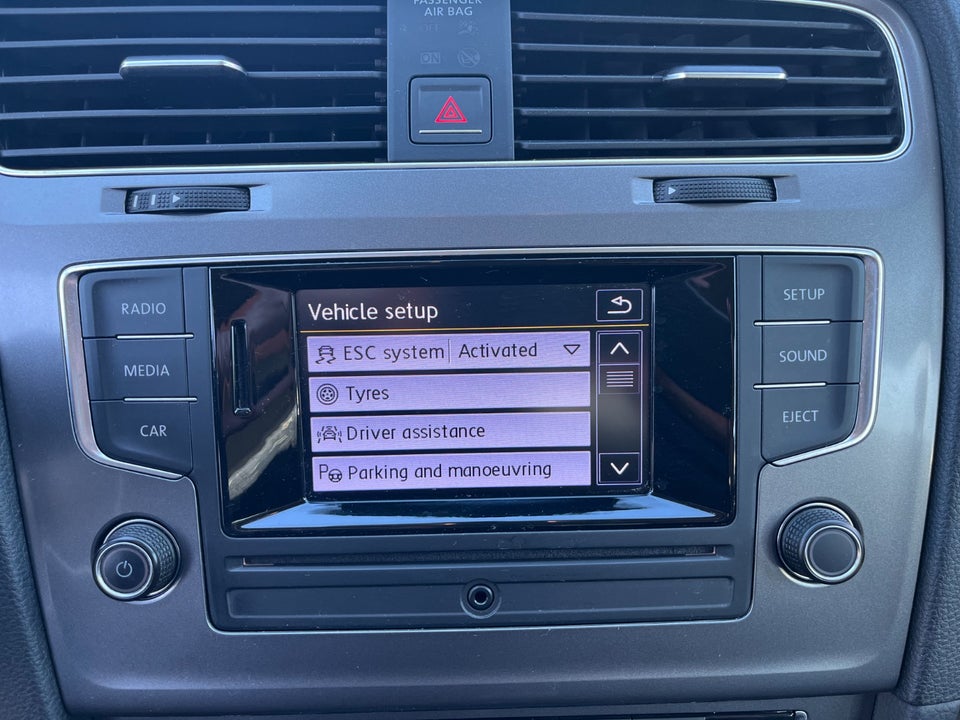 PASSENGER
AIR BAG
OFF
ON
RADIO
MEDIA
CAR
Vehicle setup
ESC system Activated
Tyres
Driver assistance
P Parking and manoeuvring
SETUP
SOUND
EJECT